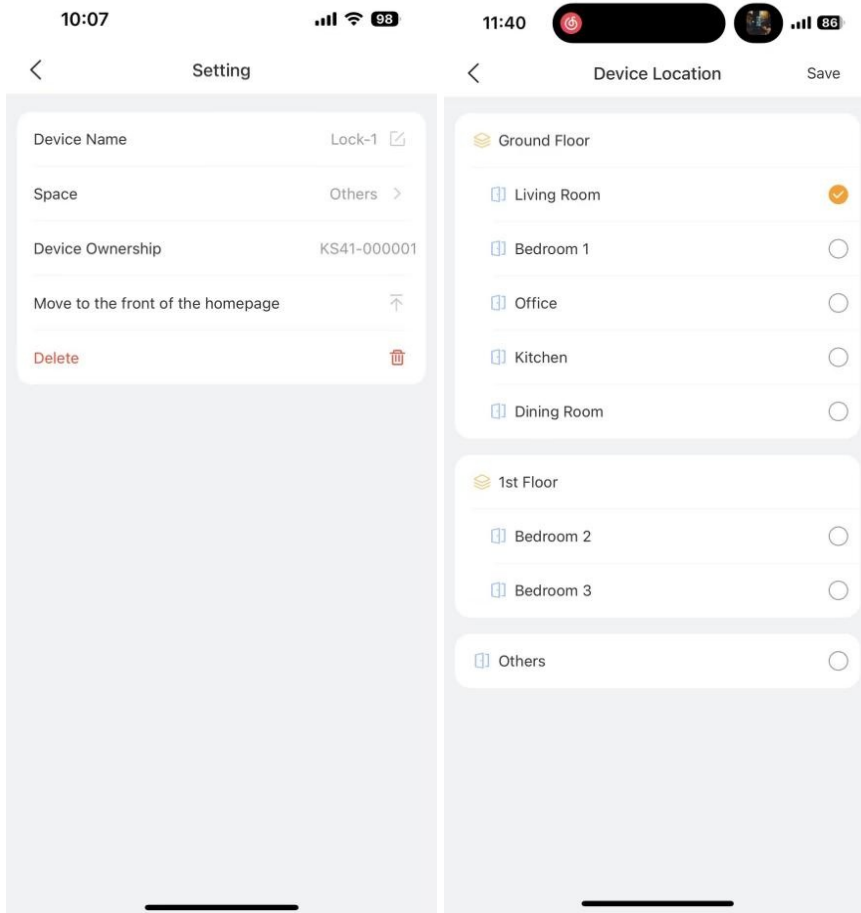 10:07
98
Setting
Device Name
Lock-1
Space
Others
Device Ownership
KS41-000001
Move to the front of the homepage
Delete
11:40
86
Device Location
Save
Ground Floor
Living Room
Bedroom 1
Office
Kitchen
Dining Room
1st Floor
Bedroom 2
Bedroom 3
Others